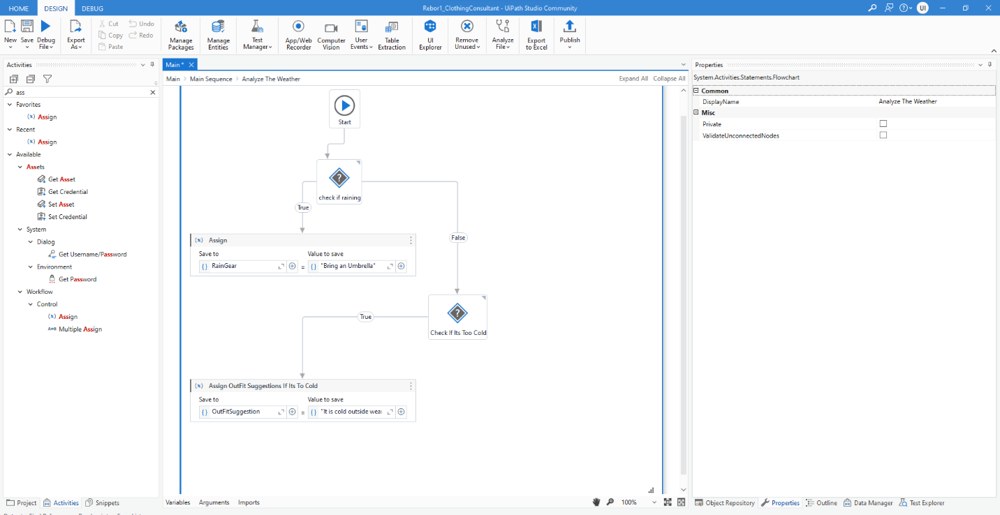 HOME DESIGN DEBUG Rebor1_ClothingConsultant - UiPath Studio Community UI
New Save Debug File Export As Cut Copy Paste Undo Redo Manage Packages Manage Entities Test Manager App/Web Recorder Computer Vision User Events Table Extraction UI Explorer Remove Unused Analyze File Export to Excel Publish
Activities
ass
Favorites
(x) Assign
Recent
(x) Assign
Available
Assets
Get Asset
Get Credential
Set Asset
Set Credential
System
Dialog
Get Username/Password
Environment
Get Password
Workflow
Control
(x) Assign
A+B Multiple Assign
Project Activities Snippets
Main *
Main > Main Sequence > Analyze The Weather Expand All Collapse All
Start
?
check if raining
True
False
(x) Assign
Save to Value to save
{} RainGear = {} "Bring an Umbrella"
?
Check If Its Too Cold
True
(x) Assign OutFit Suggestions If Its To Cold
Save to Value to save
{} OutFitSuggestion = {} "It is cold outside wea
Variables Arguments Imports 100%
Properties
System.Activities.Statements.Flowchart
Common
DisplayName Analyze The Weather
Misc
Private
ValidateUnconnectedNodes
Object Repository Properties Outline Data Manager Test Explorer